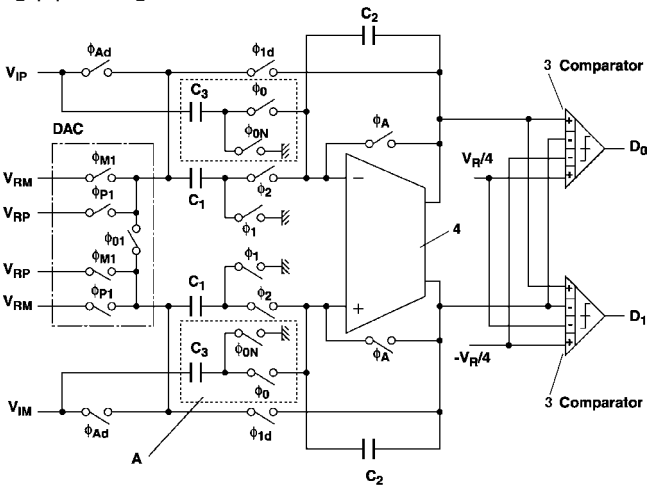 C2
ϕAd
ϕ1d
3 Comparator
VIP
C3
ϕ0
DAC
ϕ0N
ϕA
+
-
-
+
D0
VR/4
ϕM1
VRM
C1
ϕ2
−
ϕP1
VRP
ϕ1
4
ϕ01
ϕM1
ϕ1
VRP
C1
ϕ2
ϕP1
VRM
+
+
-
-
+
D1
ϕ0N
ϕA
-VR/4
C3
ϕ0
3 Comparator
VIM
ϕAd
ϕ1d
A
C2